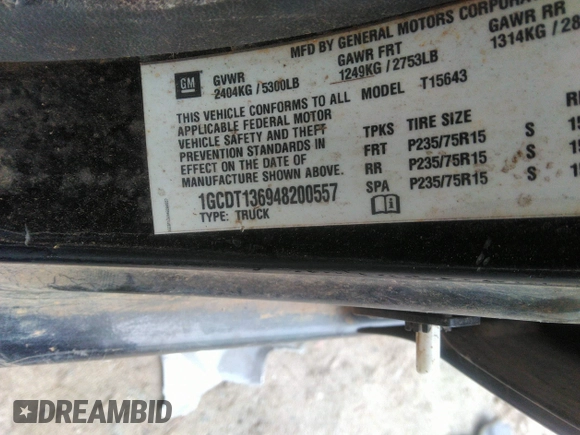 MFD BY GENERAL MOTORS CORPORA
GM
GVWR GAWR FRT GAWR RR
2404KG / 5300LB 1249KG / 2753LB 1314KG / 28
THIS VEHICLE CONFORMS TO ALL
APPLICABLE FEDERAL MOTOR
VEHICLE SAFETY AND THEFT
PREVENTION STANDARDS IN
EFFECT ON THE DATE OF
MANUFACTURE SHOWN ABOVE.
MODEL T15643
TPKS TIRE SIZE
FRT P235/75R15 S
RR P235/75R15 S
SPA P235/75R15 S
1GCDT136948200557
TYPE: TRUCK
DREAMBID